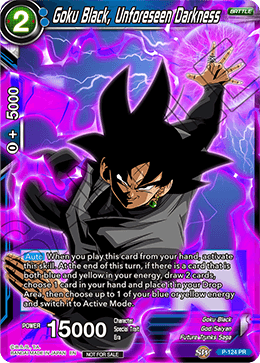 2
Goku Black, Unforeseen Darkness
BATTLE
0 + 5000
Auto When you play this card from your hand, activate
this skill. At the end of this turn, if there is a card that is
both blue and yellow in your energy, draw 2 cards,
choose 1 card in your hand and place it in your Drop
Area, then choose up to 1 of your blue or yellow energy
and switch it to Active Mode.
POWER 15000
Character Goku Black
Special Trait God/Saiyan
Era Future Trunks Saga
BANDAI MADE IN JAPAN
NOT FOR SALE
P-124 PR